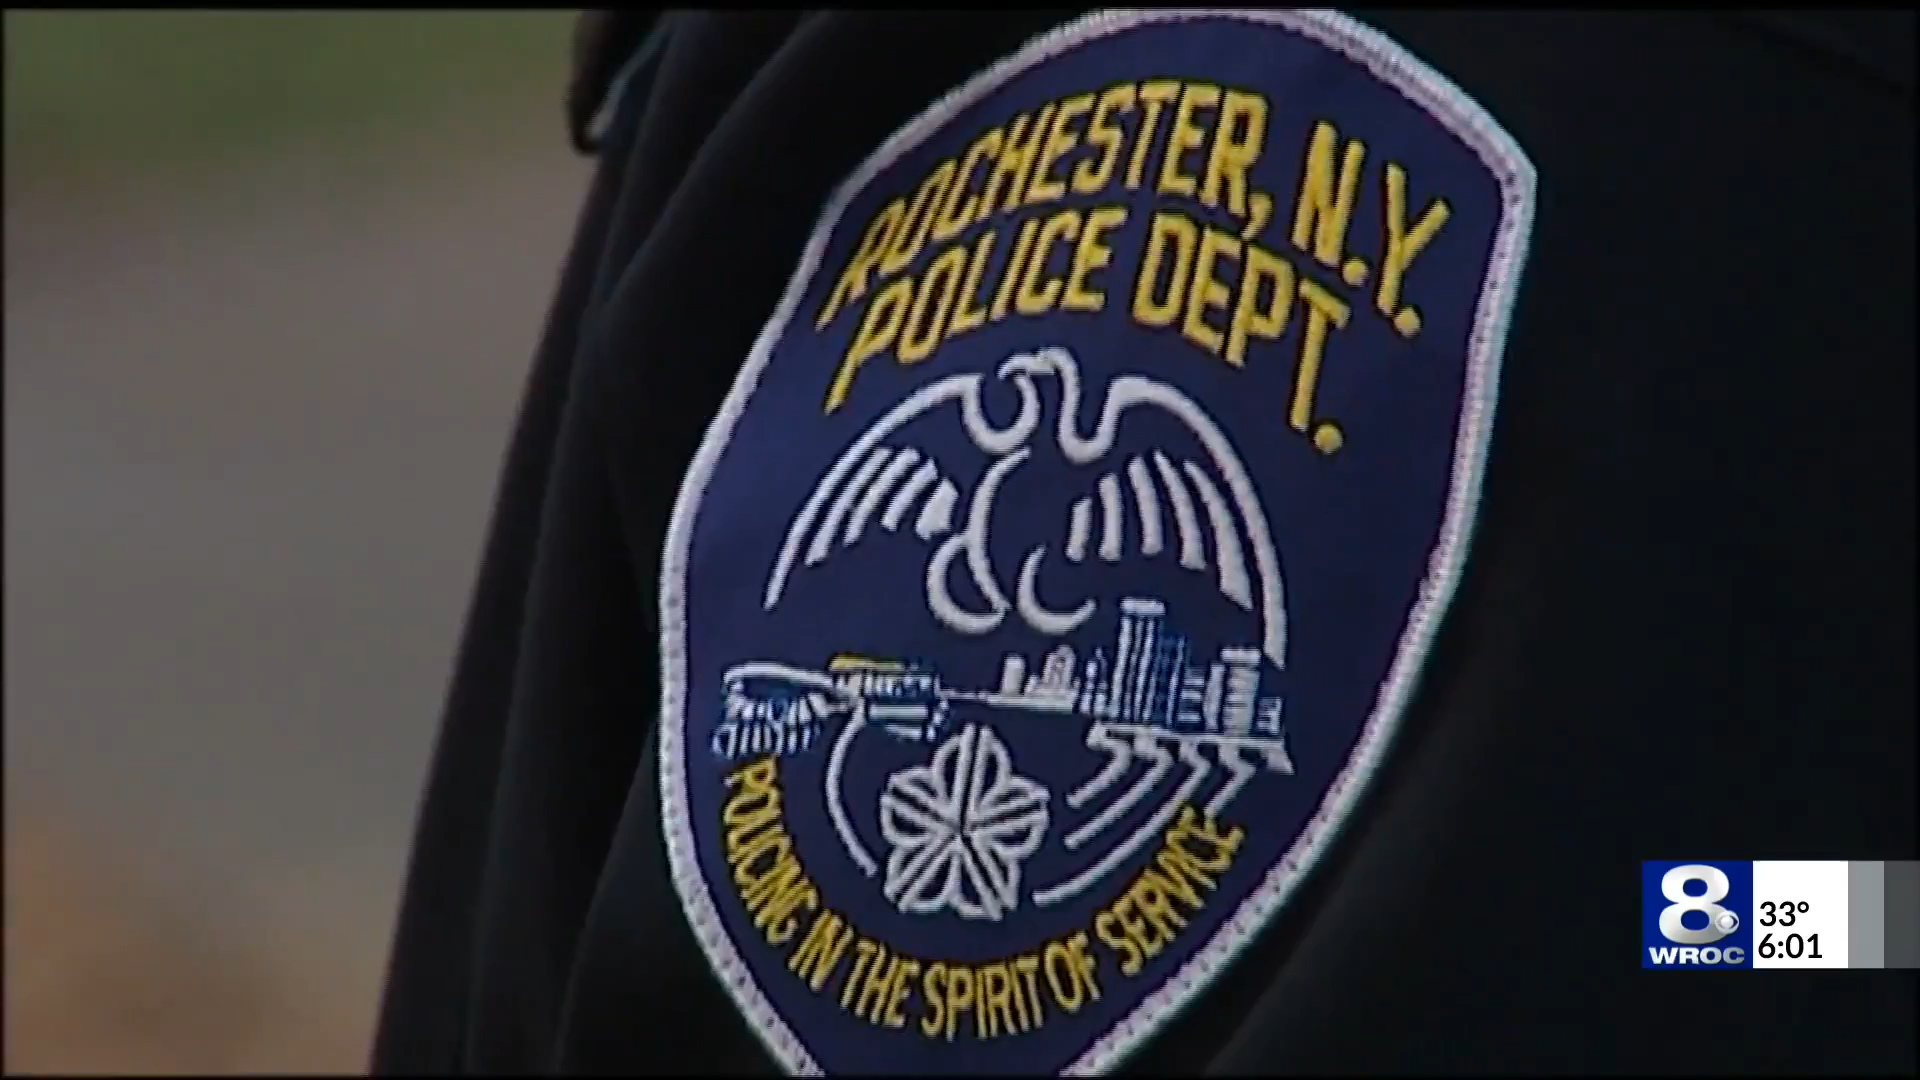 ROCHESTER, N.Y.
POLICE DEPT.
POLICING IN THE SPIRIT OF SERVICE
8
WROC
33°
6:01